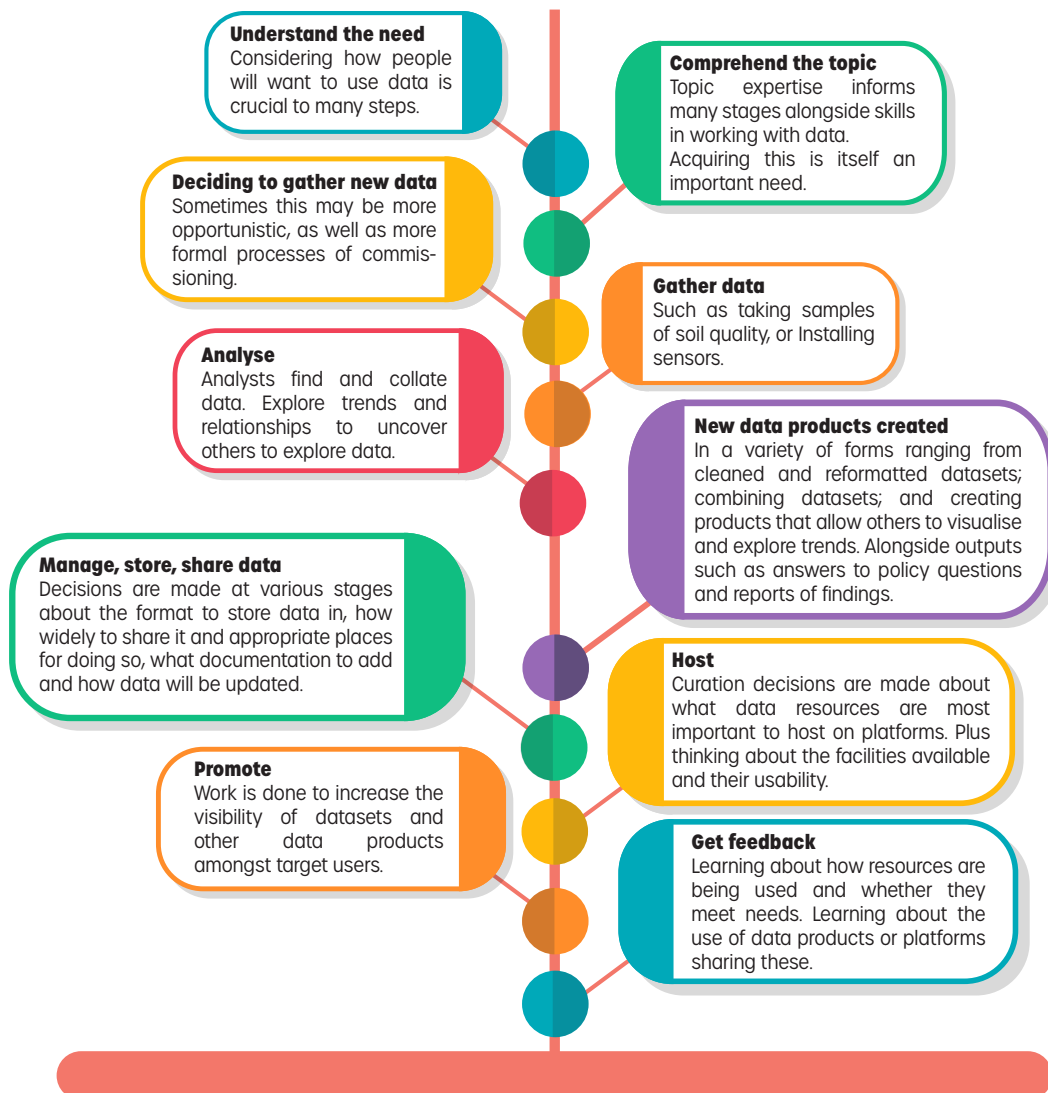 Understand the need
Considering how people
will want to use data is
crucial to many steps.
Comprehend the topic
Topic expertise informs
many stages alongside skills
in working with data.
Acquiring this is itself an
important need.
Deciding to gather new data
Sometimes this may be more
opportunistic, as well as more
formal processes of commis-
sioning.
Gather data
Such as taking samples
of soil quality, or Installing
sensors.
Analyse
Analysts find and collate
data. Explore trends and
relationships to uncover
others to explore data.
New data products created
In a variety of forms ranging from
cleaned and reformatted datasets;
combining datasets; and creating
products that allow others to visualise
and explore trends. Alongside outputs
such as answers to policy questions
and reports of findings.
Manage, store, share data
Decisions are made at various stages
about the format to store data in, how
widely to share it and appropriate places
for doing so, what documentation to add
and how data will be updated.
Host
Curation decisions are made about
what data resources are most
important to host on platforms. Plus
thinking about the facilities available
and their usability.
Promote
Work is done to increase the
visibility of datasets and
other data products
amongst target users.
Get feedback
Learning about how resources are
being used and whether they
meet needs. Learning about the
use of data products or platforms
sharing these.